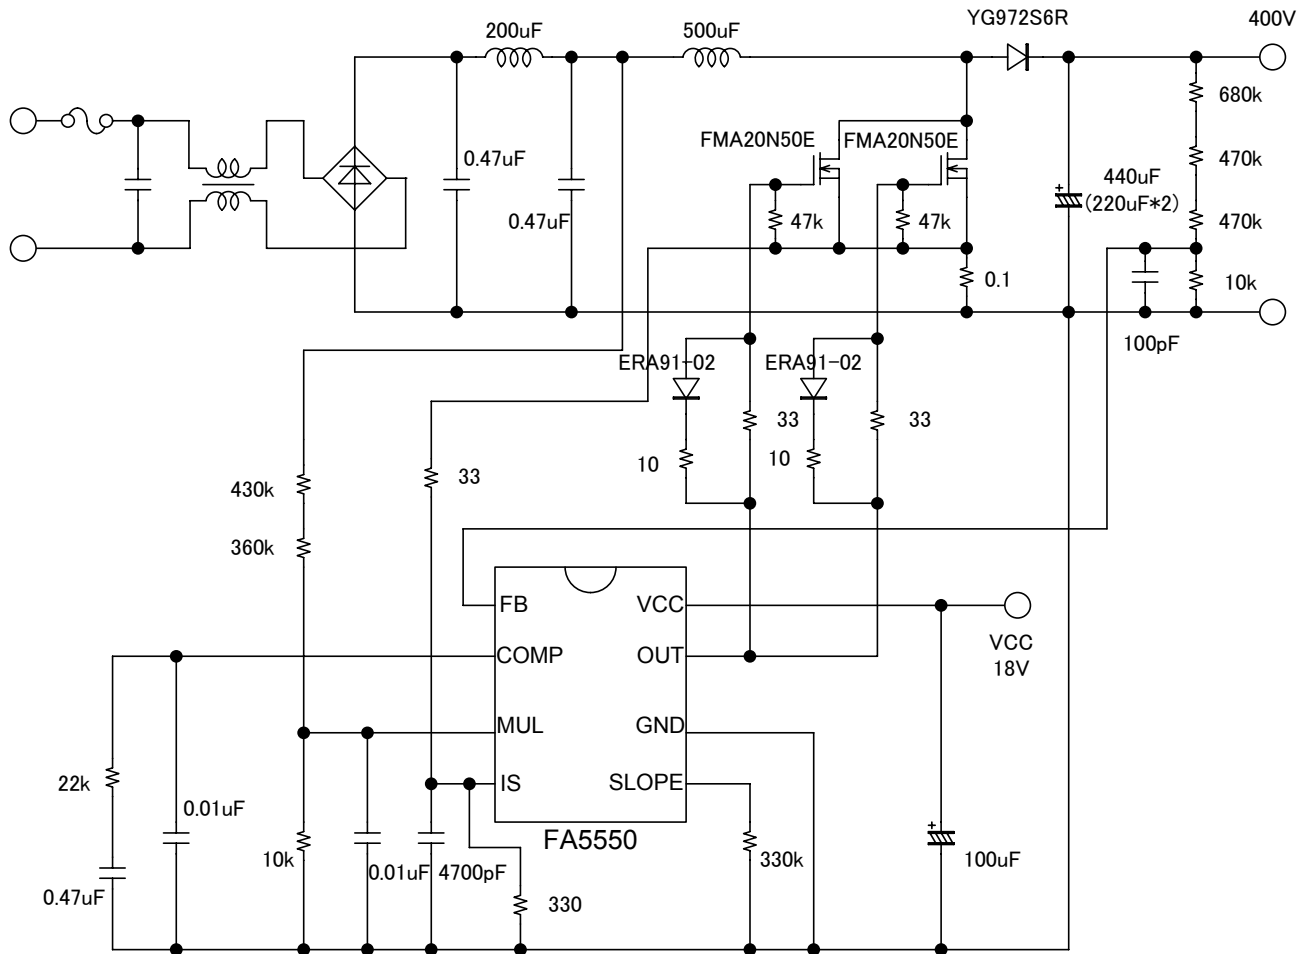 YG972S6R
400V
200uF
500uF
680k
FMA20N50E
FMA20N50E
0.47uF
470k
440uF
(220uF*2)
0.47uF
47k
47k
470k
0.1
10k
100pF
ERA91-02
ERA91-02
33
33
10
10
33
430k
360k
FB
VCC
COMP
OUT
VCC
18V
MUL
GND
IS
SLOPE
FA5550
22k
0.01uF
10k
0.01uF
4700pF
330k
100uF
0.47uF
330
+
+